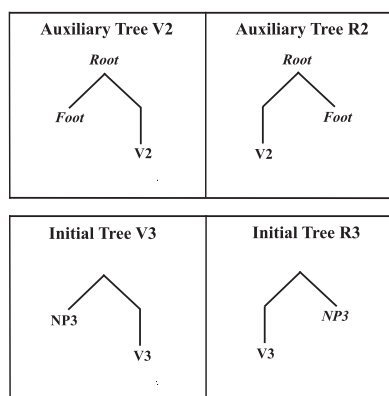 Auxiliary Tree V2
Root
Foot
V2
Auxiliary Tree R2
Root
Foot
V2
Initial Tree V3
NP3
V3
Initial Tree R3
NP3
V3